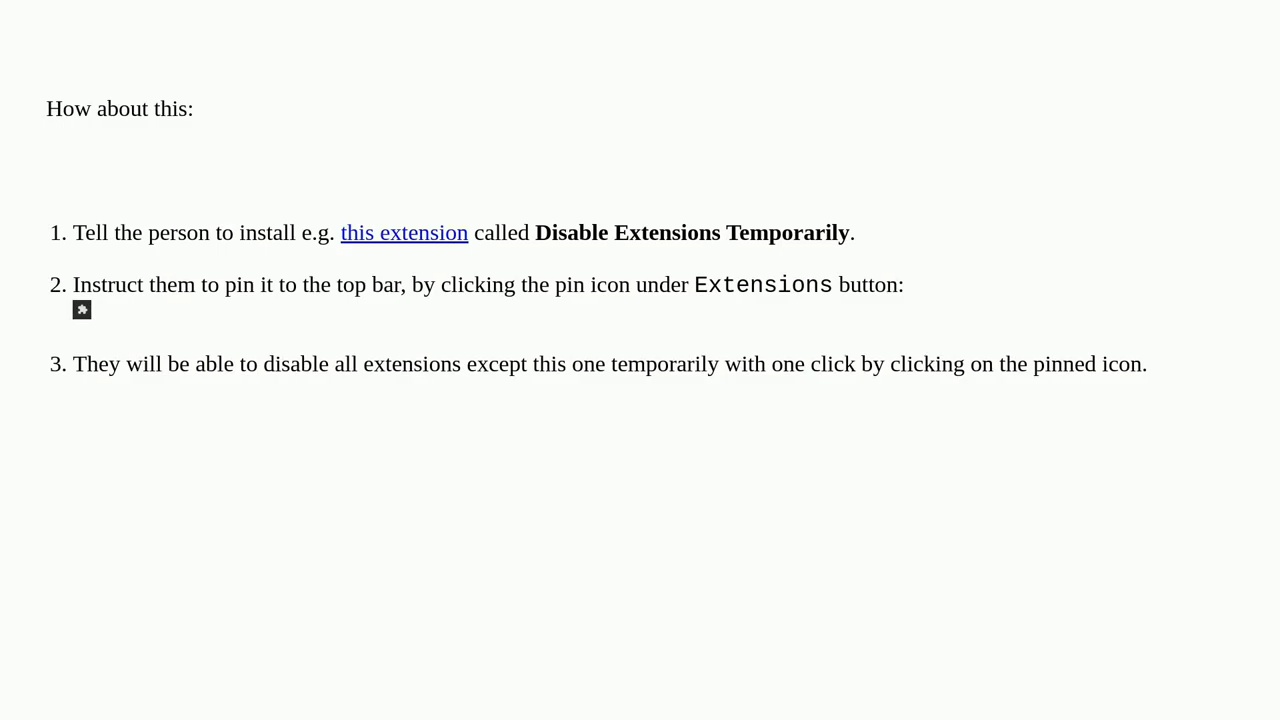 How about this:
1. Tell the person to install e.g. this extension called Disable Extensions Temporarily.
2. Instruct them to pin it to the top bar, by clicking the pin icon under Extensions button:
3. They will be able to disable all extensions except this one temporarily with one click by clicking on the pinned icon.